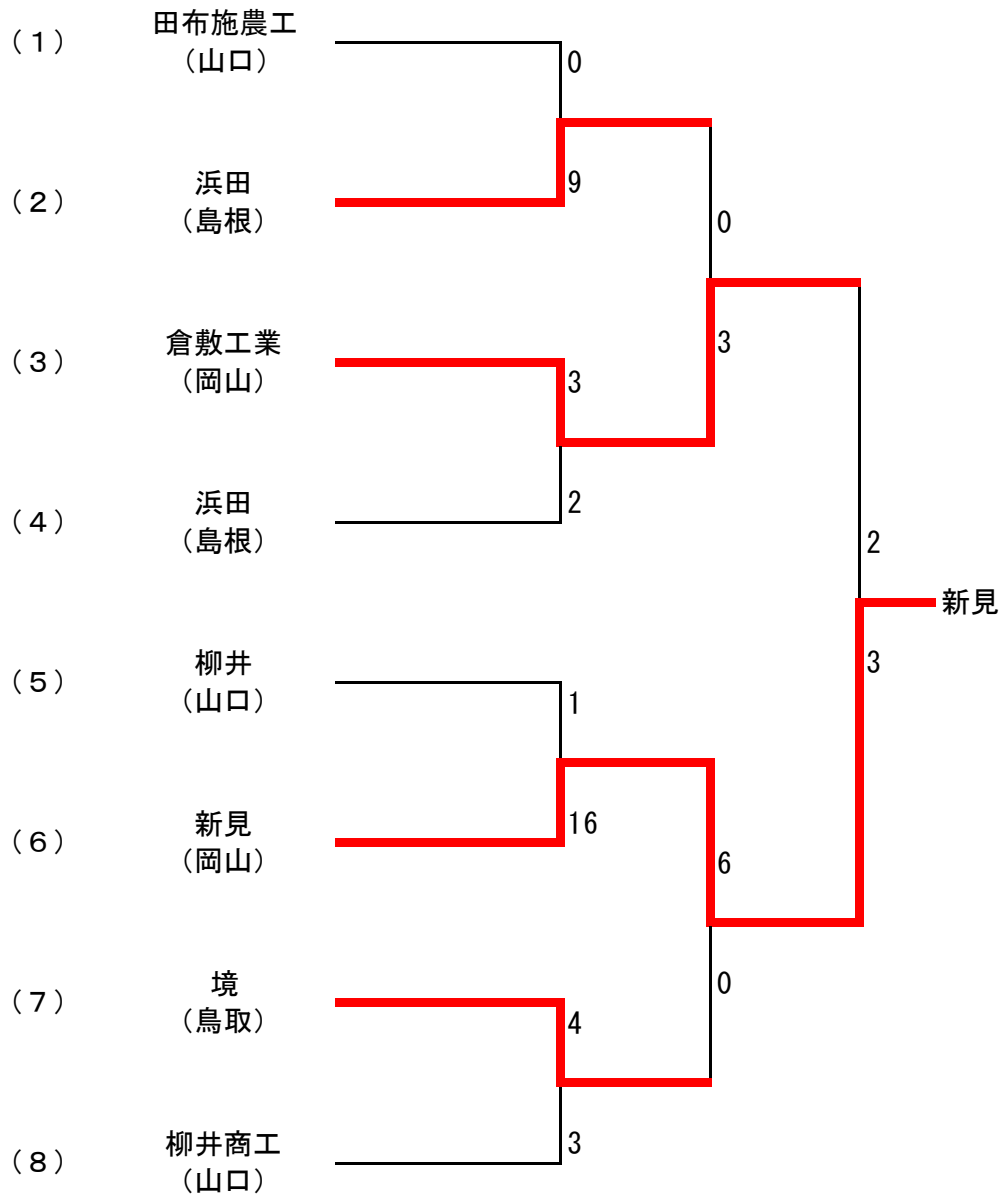 （1）
田布施農工
（山口）
0
（2）
浜田
（島根）
9
0
（3）
倉敷工業
（岡山）
3
3
（4）
浜田
（島根）
2
2
新見
（5）
柳井
（山口）
1
3
（6）
新見
（岡山）
16
6
（7）
境
（鳥取）
4
0
（8）
柳井商工
（山口）
3